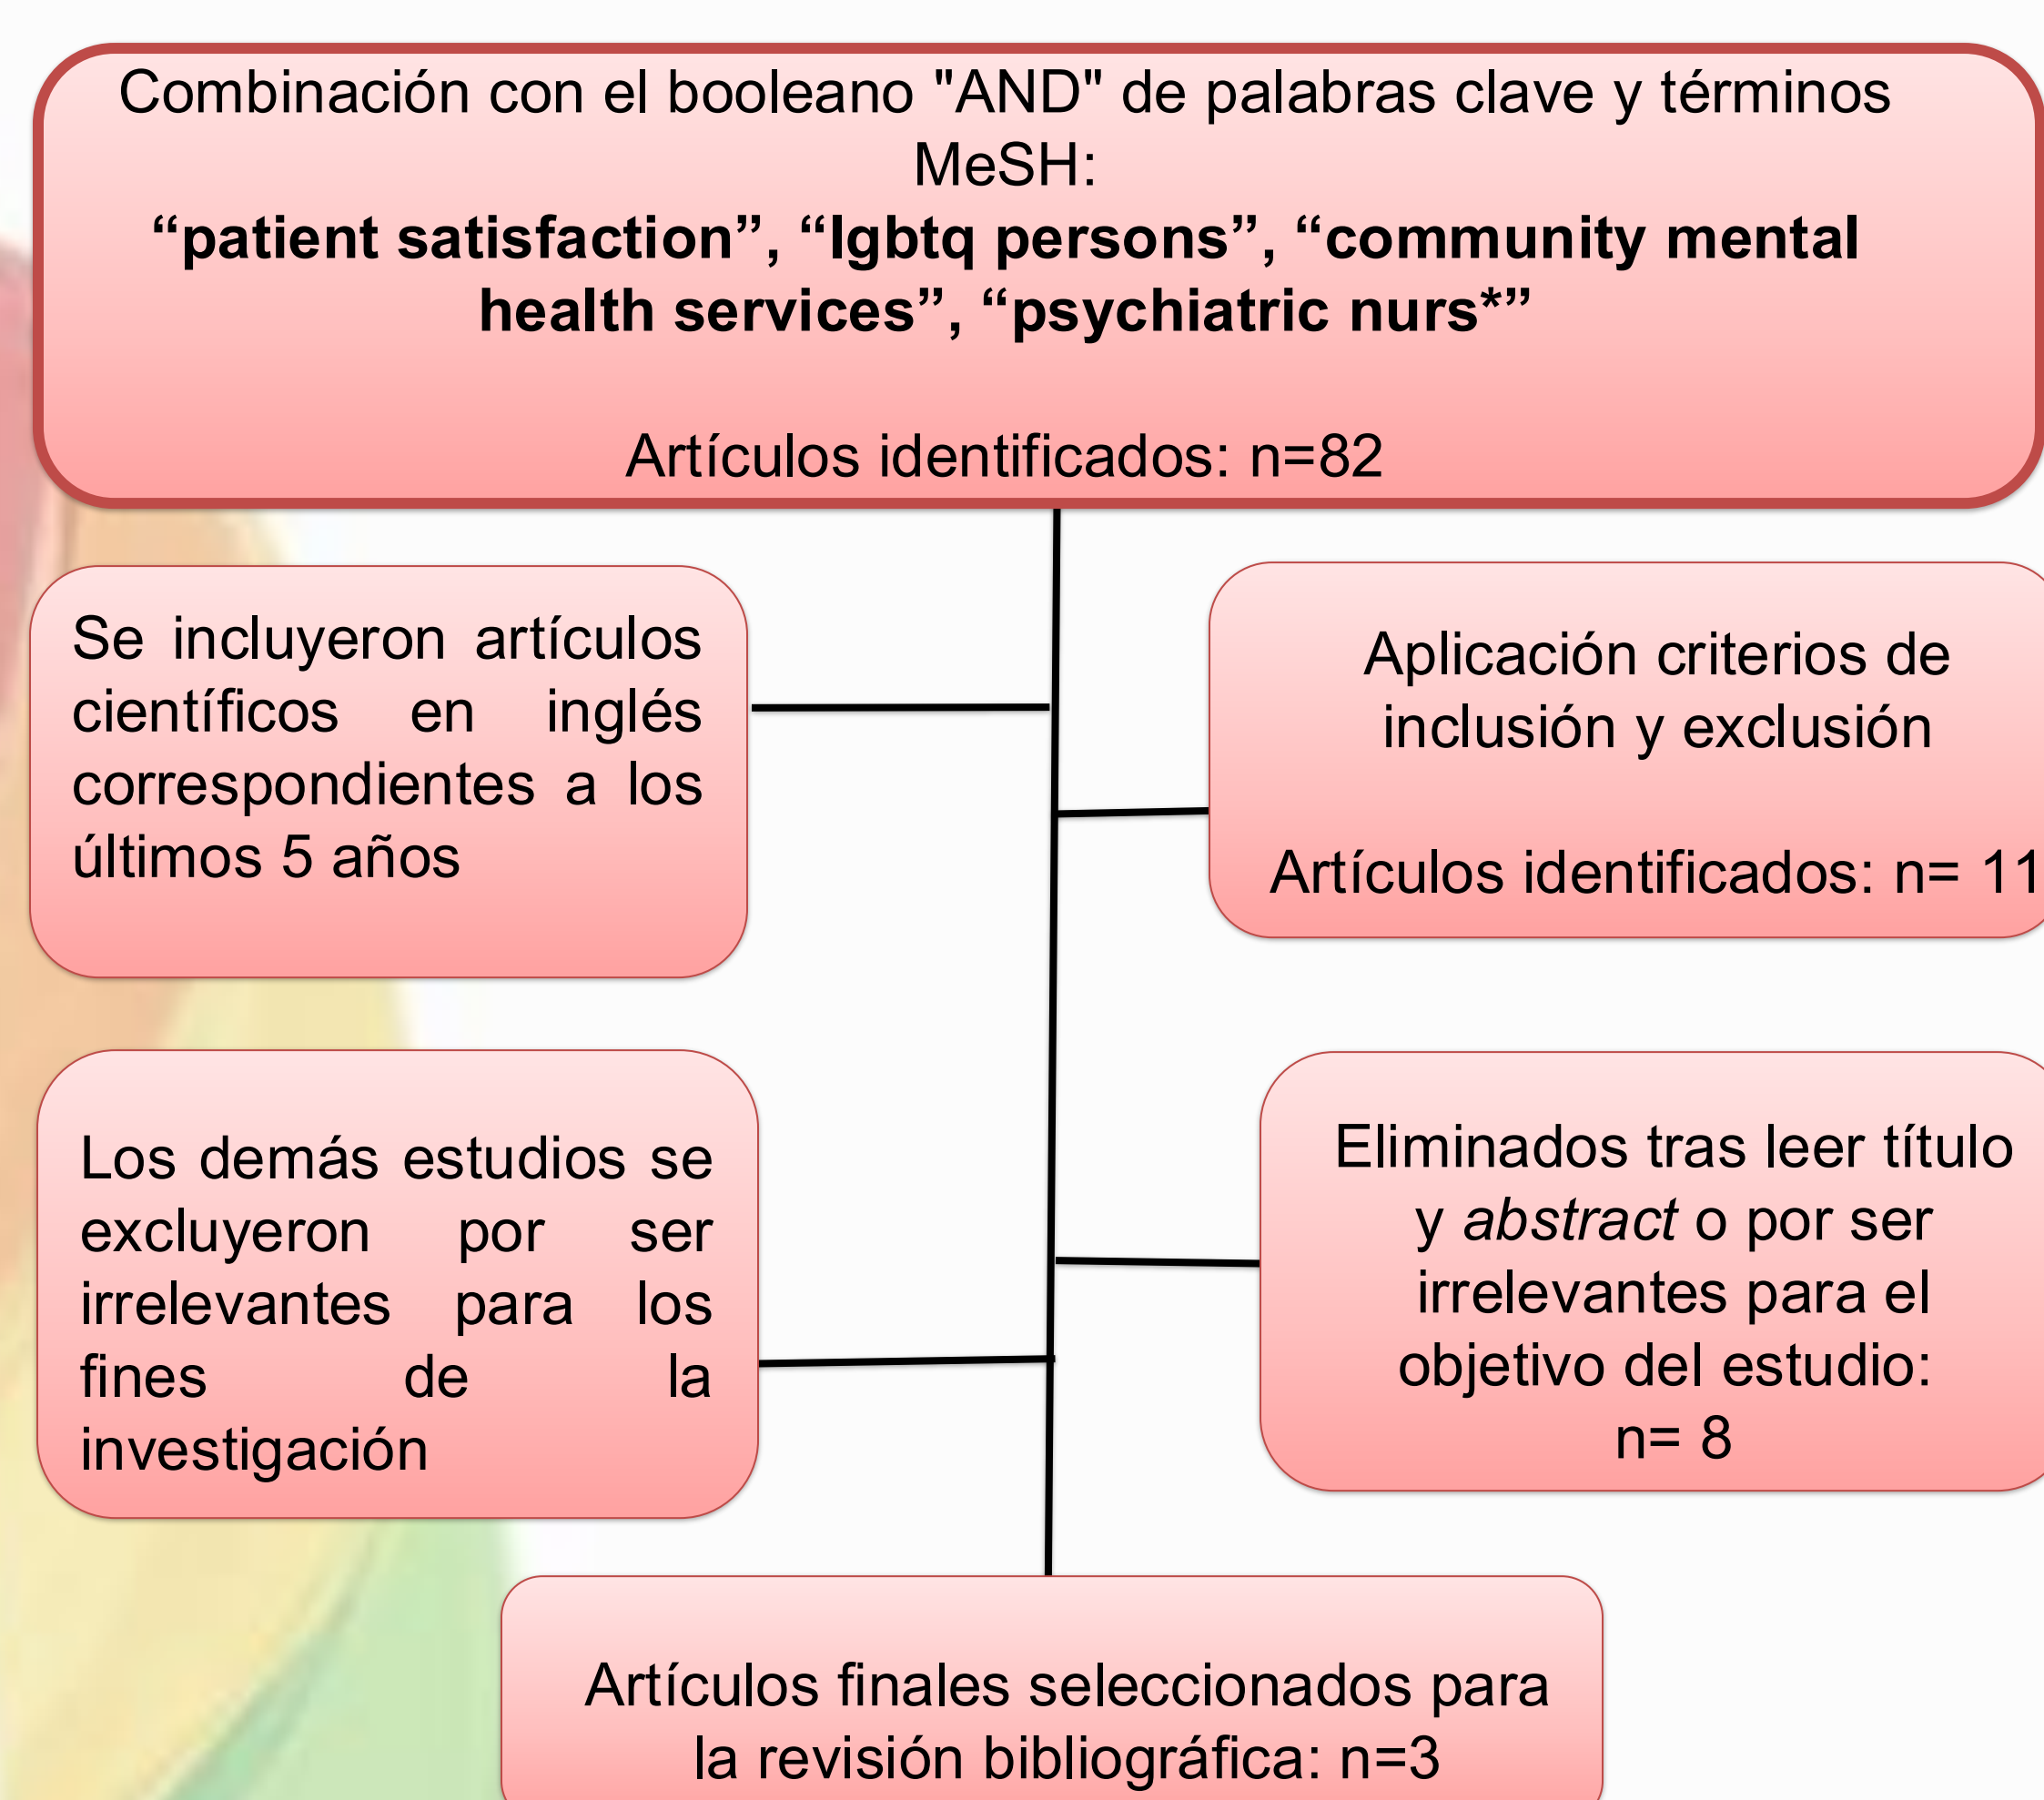 Combinación con el booleano "AND" de palabras clave y términos
MeSH:
“patient satisfaction”, “lgbtq persons”, “community mental
health services”, “psychiatric nurs*”
Artículos identificados: n=82
Se incluyeron artículos
científicos en inglés
correspondientes a los
últimos 5 años
Aplicación criterios de
inclusión y exclusión
Artículos identificados: n= 11
Los demás estudios se
excluyeron por ser
irrelevantes para los
fines de la
investigación
Eliminados tras leer título
y abstract o por ser
irrelevantes para el
objetivo del estudio:
n= 8
Artículos finales seleccionados para
la revisión bibliográfica: n=3